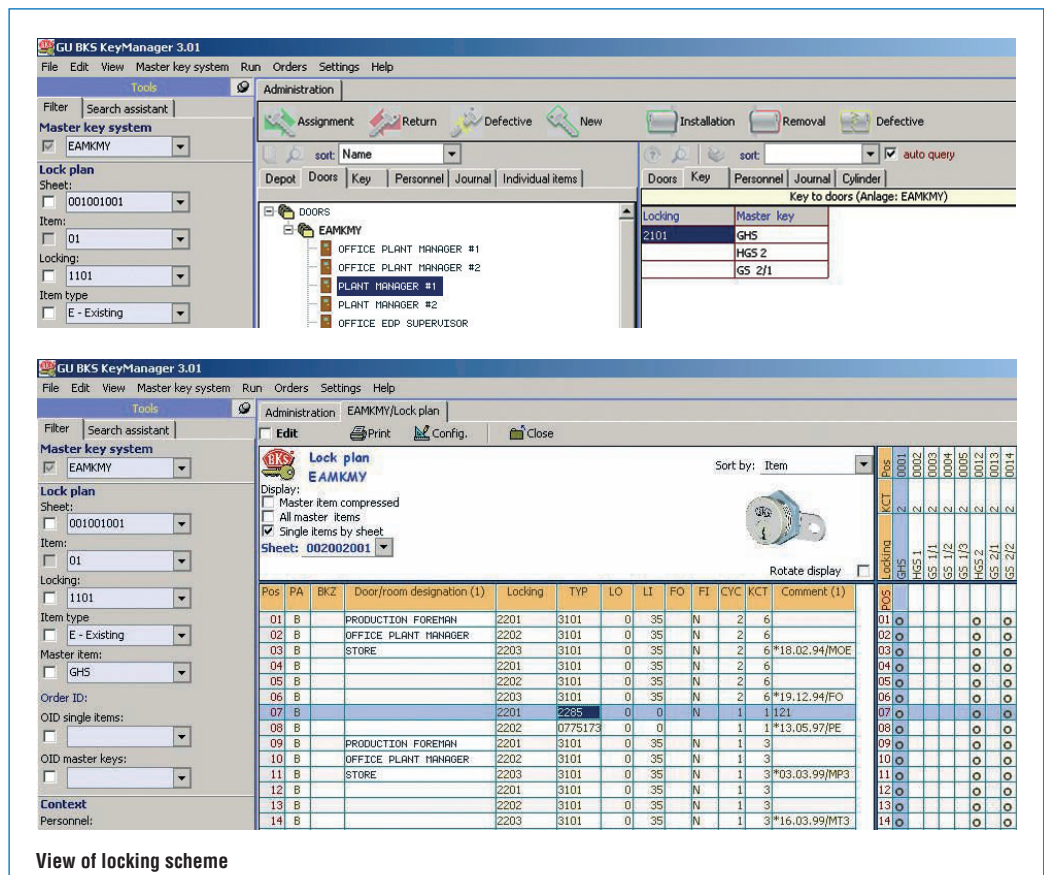 GU BKS KeyManager 3.01
File Edit View Master key system Run Orders Settings Help
Tools
Administration
Filter Search assistant
Assignment Return Defective New Installation Removal Defective
Master key system
EAMKMY
sort: Name sort: auto query
Lock plan
Sheet:
001001001
Depot Doors Key Personnel Journal Individual items Doors Key Personnel Journal Cylinder
Key to doors (Anlage: EAMKMY)
Item:
01
Locking:
1101
Item type
E - Existing
DOORS
EAMKMY
OFFICE PLANT MANAGER #1
OFFICE PLANT MANAGER #2
PLANT MANAGER #1
PLANT MANAGER #2
OFFICE EDP SUPERVISOR
Locking Master key
2101 GHS
HGS 2
GS 2/1
GU BKS KeyManager 3.01
File Edit View Master key system Run Orders Settings Help
Tools
Administration EAMKMY/Lock plan
Filter Search assistant
Edit Print Config. Close
Master key system
EAMKMY
Lock plan
Sheet:
001001001
Item:
01
Locking:
1101
Item type
E - Existing
Master item:
GHS
Order ID:
OID single items:
OID master keys:
Context
Personnel:
BKS
Lock plan
EAMKMY
Sort by: Item
Display:
Master item compressed
All master items
Single items by sheet
Sheet: 002002001
Rotate display
Pos 0001 0002 0003 0004 0005 0012 0013 0014
KCT 2 2 2 2 2 2 2 2
Locking GHS HGS 1 GS 1/1 GS 1/2 GS 1/3 HGS 2 GS 2/1 GS 2/2
Pos PA BKZ Door/room designation (1) Locking TYP LO LI FO FI CYC KCT Comment (1) POS
01 B PRODUCTION FOREMAN 2201 3101 0 35 N 2 6 01
02 B OFFICE PLANT MANAGER 2202 3101 0 35 N 2 6 02
03 B STORE 2203 3101 0 35 N 2 6 *18.02.94/MOE 03
04 B 2201 3101 0 35 N 2 6 04
05 B 2202 3101 0 35 N 2 6 05
06 B 2203 3101 0 35 N 2 6 *19.12.94/FO 06
07 B 2201 2285 0 0 N 1 1 121 07
08 B 2202 0775173 0 0 1 1 *13.05.97/PE 08
09 B PRODUCTION FOREMAN 2201 3101 0 35 N 1 3 09
10 B OFFICE PLANT MANAGER 2202 3101 0 35 N 1 3 10
11 B STORE 2203 3101 0 35 N 1 3 *03.03.99/MP3 11
12 B 2201 3101 0 35 N 1 3 12
13 B 2202 3101 0 35 N 1 3 13
14 B 2203 3101 0 35 N 1 3 *16.03.99/MT3 14
View of locking scheme